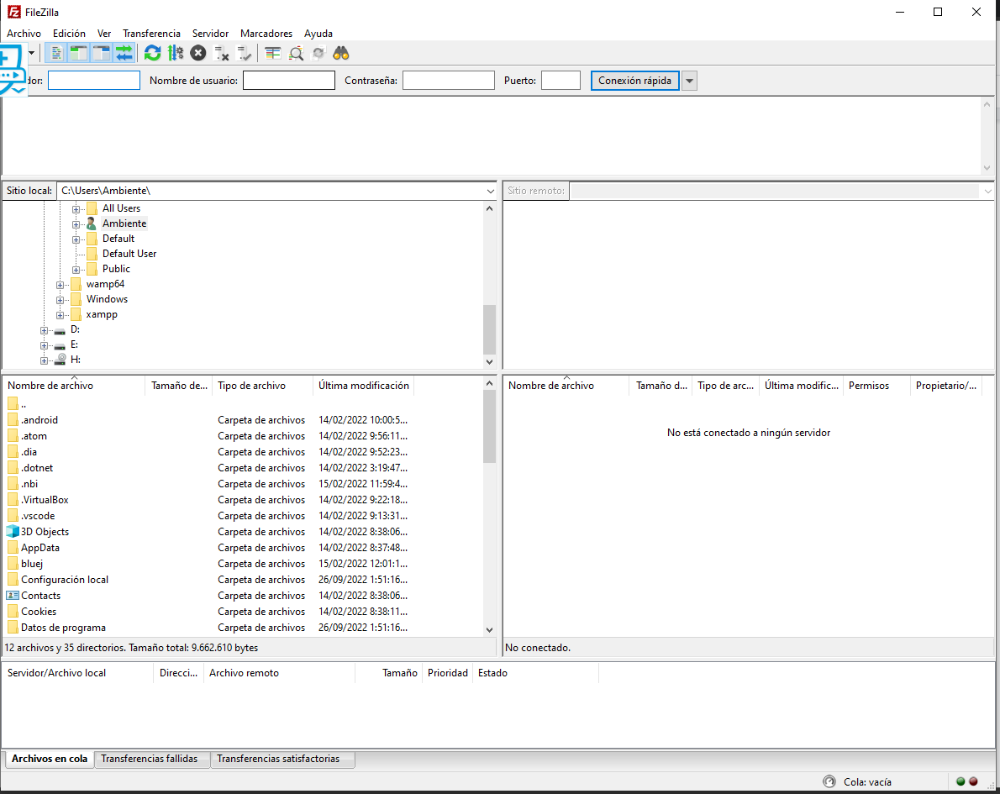 FileZilla
Archivo Edición Ver Transferencia Servidor Marcadores Ayuda
dor: Nombre de usuario: Contraseña: Puerto: Conexión rápida
Sitio local: C:\Users\Ambiente\
Sitio remoto:
All Users
Ambiente
Default
Default User
Public
wamp64
Windows
xampp
D:
E:
H:
Nombre de archivo Tamaño de... Tipo de archivo Última modificación
..
.android Carpeta de archivos 14/02/2022 10:00:5...
.atom Carpeta de archivos 14/02/2022 9:56:11...
.dia Carpeta de archivos 14/02/2022 9:52:23...
.dotnet Carpeta de archivos 14/02/2022 3:19:47...
.nbi Carpeta de archivos 15/02/2022 11:59:4...
.VirtualBox Carpeta de archivos 14/02/2022 9:22:18...
.vscode Carpeta de archivos 14/02/2022 9:13:31...
3D Objects Carpeta de archivos 14/02/2022 8:38:06...
AppData Carpeta de archivos 14/02/2022 8:37:48...
bluej Carpeta de archivos 15/02/2022 12:01:1...
Configuración local Carpeta de archivos 26/09/2022 1:51:16...
Contacts Carpeta de archivos 14/02/2022 8:38:06...
Cookies Carpeta de archivos 14/02/2022 8:38:11...
Datos de programa Carpeta de archivos 26/09/2022 1:51:16...
12 archivos y 35 directorios. Tamaño total: 9.662.610 bytes
Nombre de archivo Tamaño d... Tipo de arc... Última modific... Permisos Propietario/...
No está conectado a ningún servidor
No conectado.
Servidor/Archivo local Direcci... Archivo remoto Tamaño Prioridad Estado
Archivos en cola Transferencias fallidas Transferencias satisfactorias
Cola: vacía